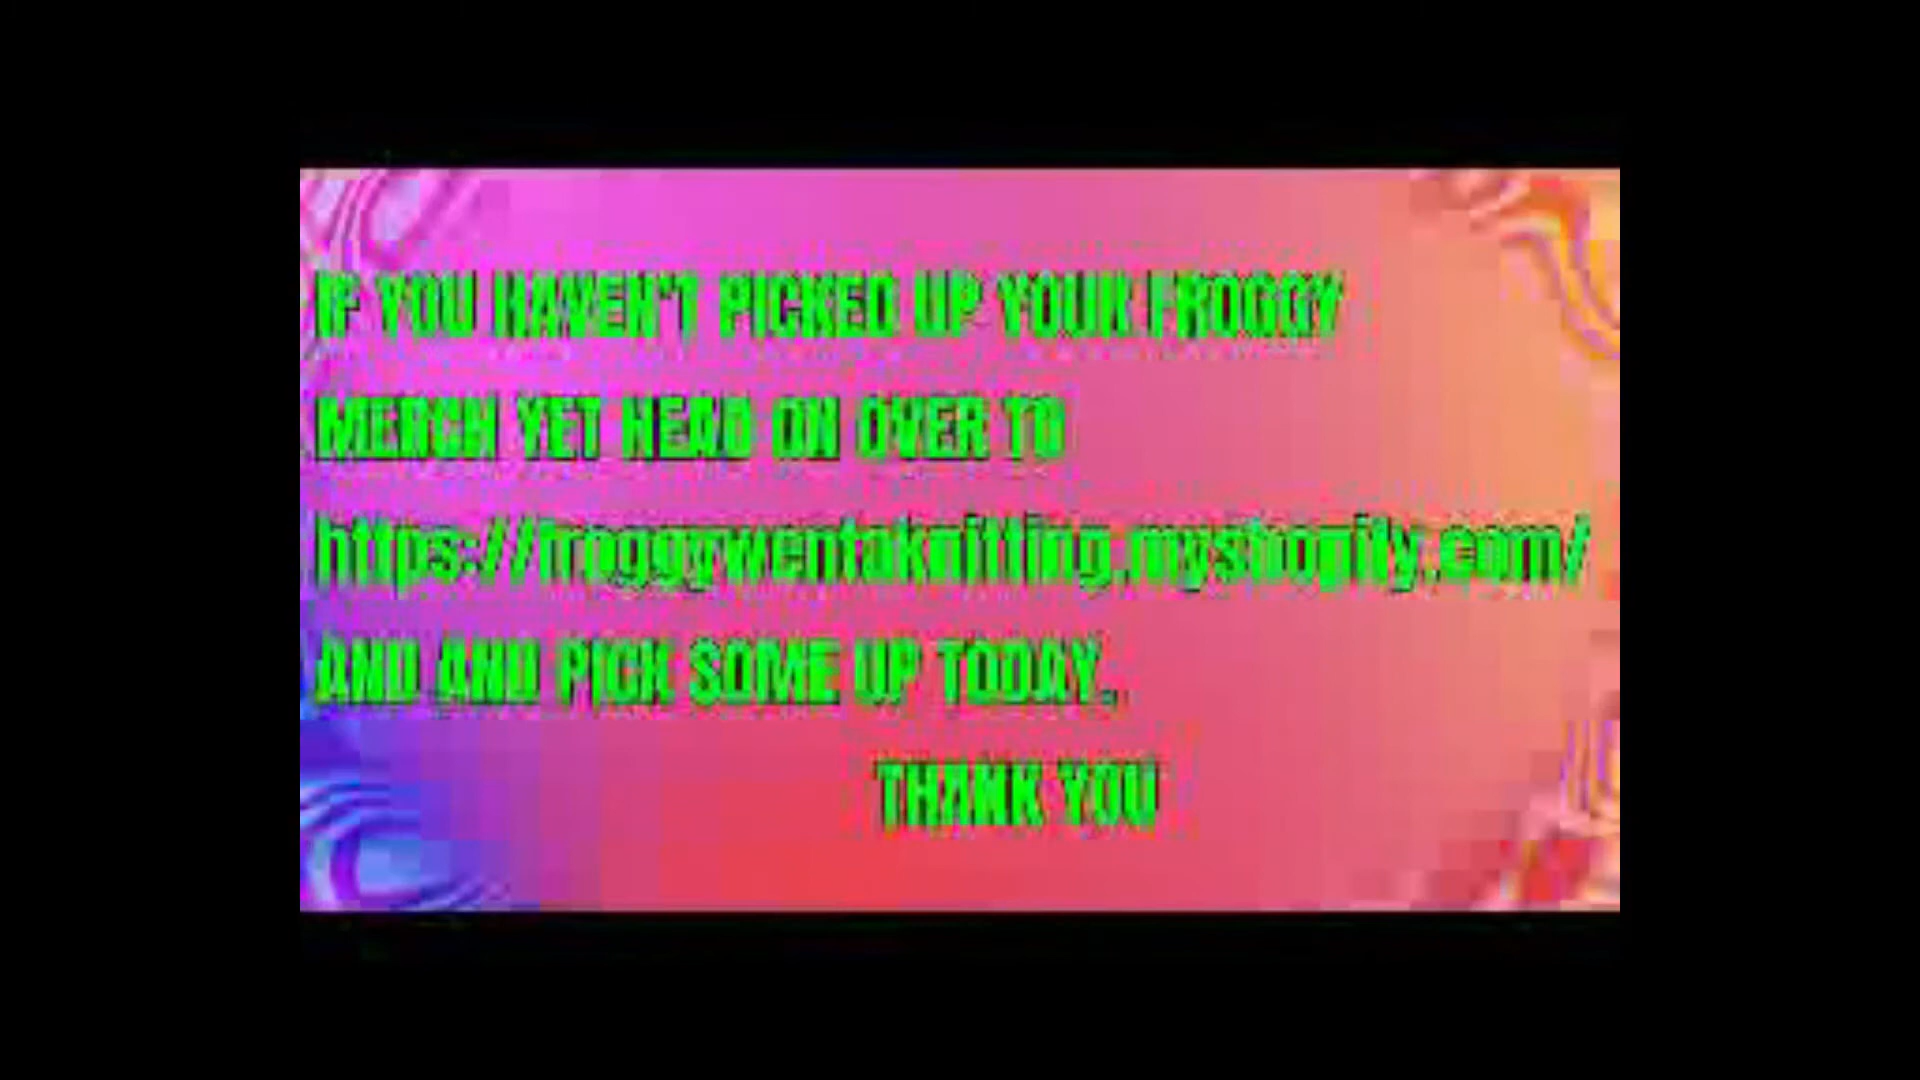 IF YOU HAVEN'T PICKED UP YOUR FROGGY
MERCH YET HEAD ON OVER TO
https://froggywentaknitting.myshopify.com/
AND AND PICK SOME UP TODAY.
THANK YOU